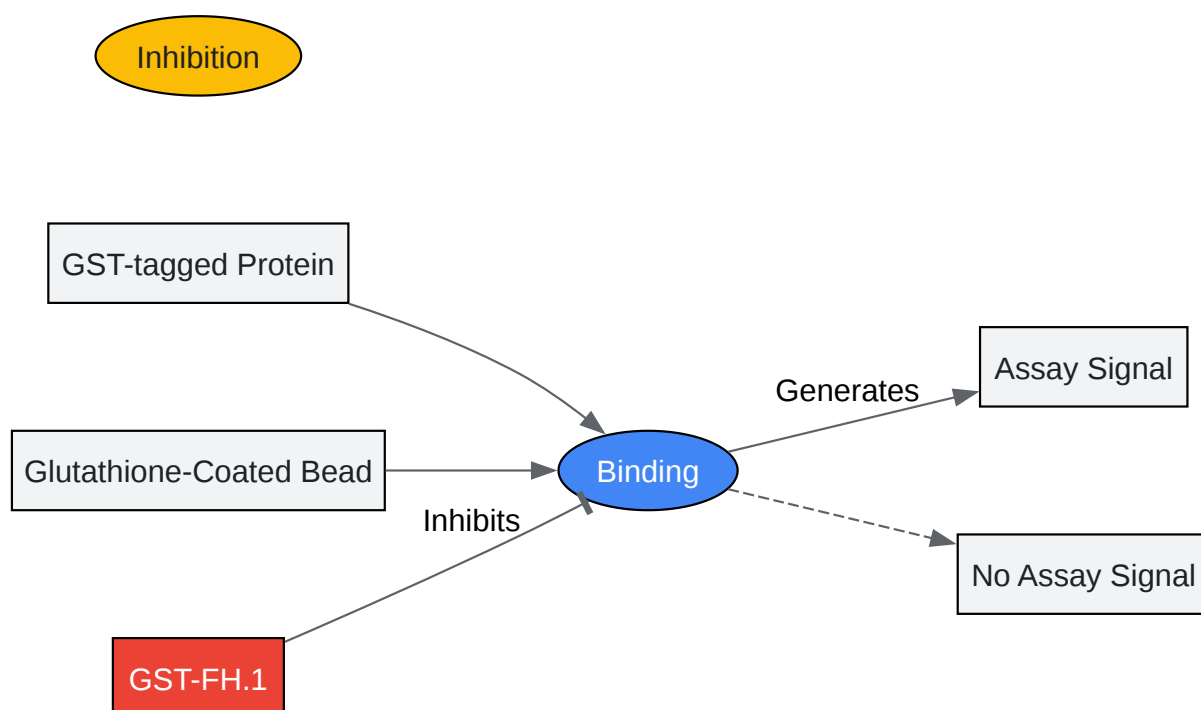 Inhibition
GST-tagged Protein
Assay Signal
Generates
Glutathione-Coated Bead
Binding
Inhibits
No Assay Signal
GST-FH.1